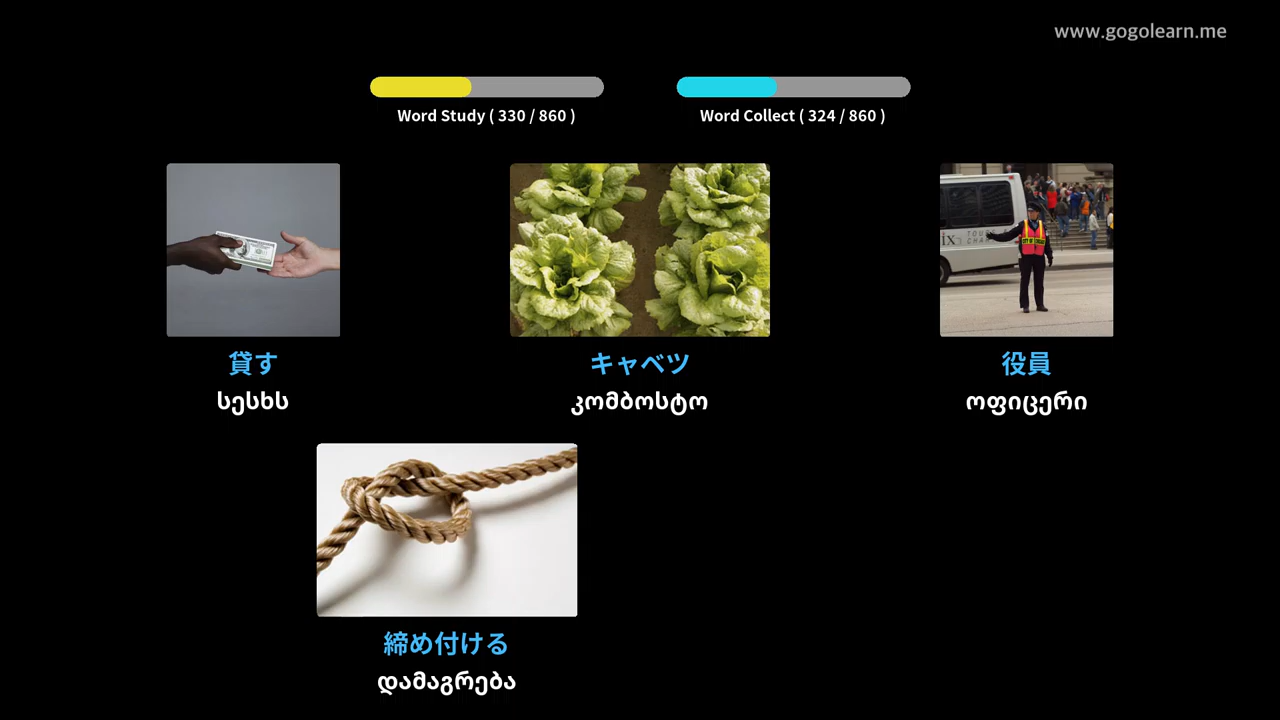 www.gogolearn.me
Word Study ( 330 / 860 )
Word Collect ( 324 / 860 )
貸す
სესხს
キャベツ
კომბოსტო
役員
ოფიცერი
締め付ける
დამაგრება